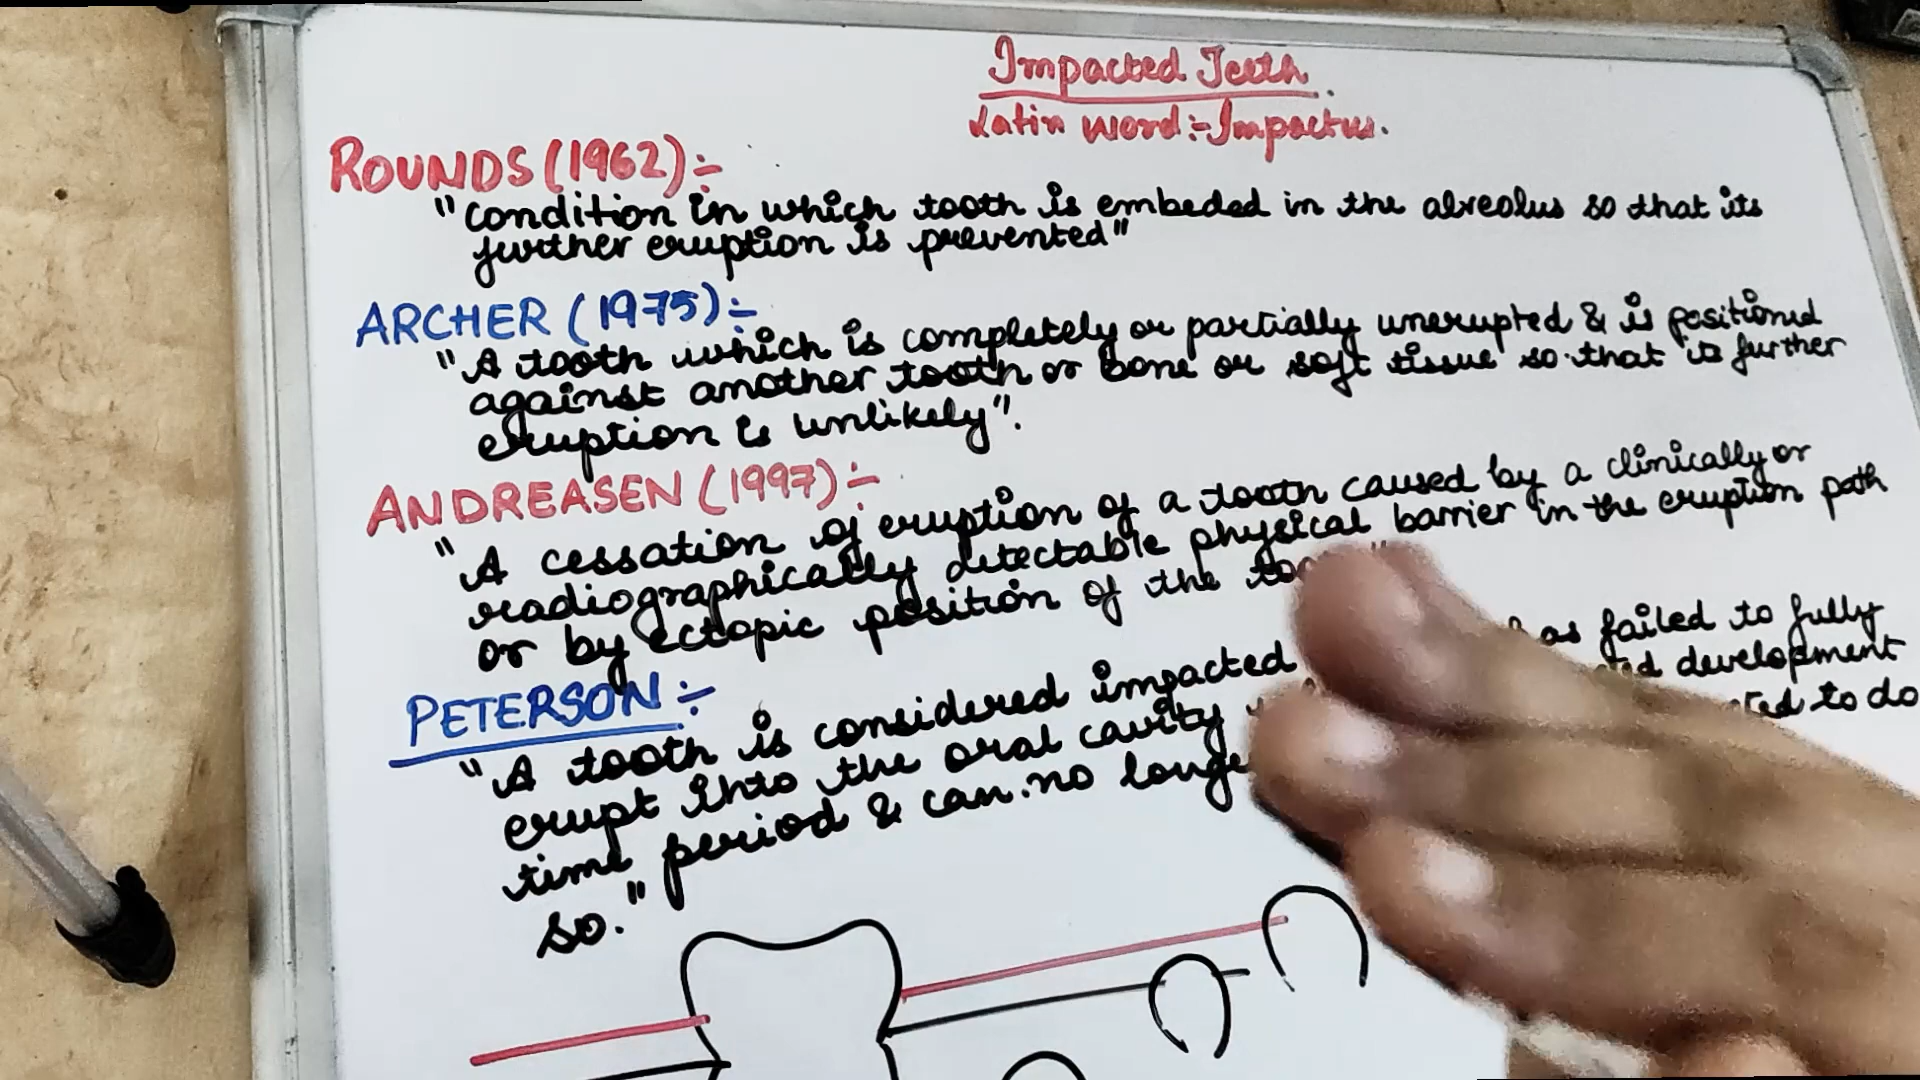 Impacted Teeth
Latin Word:- Impactus.
ROUNDS (1962):-
"condition in which tooth is embeded in the alveolus so that its
further eruption is prevented"
ARCHER (1975):-
"A tooth which is completely or partially unerupted & is positioned
against another tooth or bone or soft tissue so that its further
eruption is unlikely".
ANDREASEN (1997):-
"A cessation of eruption of a tooth caused by a clinically or
radiographically detectable physical barrier in the eruption path
or by ectopic position of the
PETERSON:-
"A tooth is considered impacted failed to fully
erupt into the oral cavity development
time period & can no to do
so."